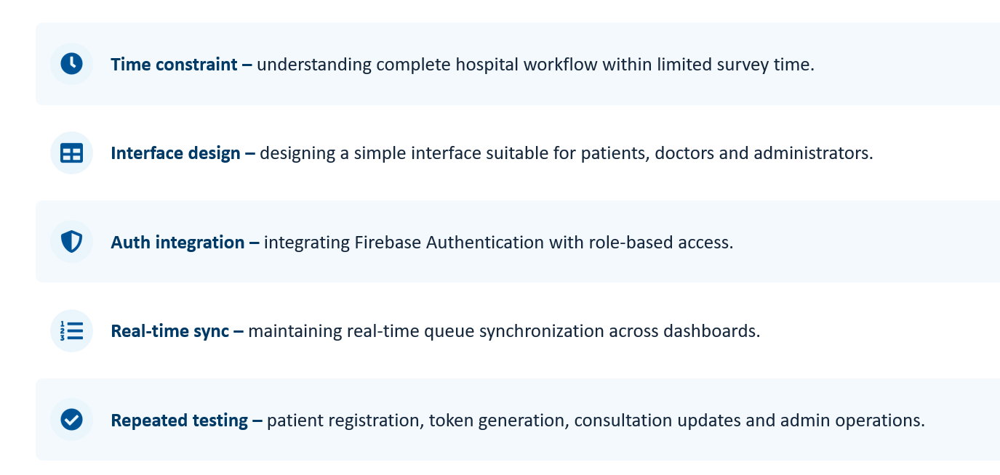 Time constraint – understanding complete hospital workflow within limited survey time.
Interface design – designing a simple interface suitable for patients, doctors and administrators.
Auth integration – integrating Firebase Authentication with role-based access.
Real-time sync – maintaining real-time queue synchronization across dashboards.
Repeated testing – patient registration, token generation, consultation updates and admin operations.